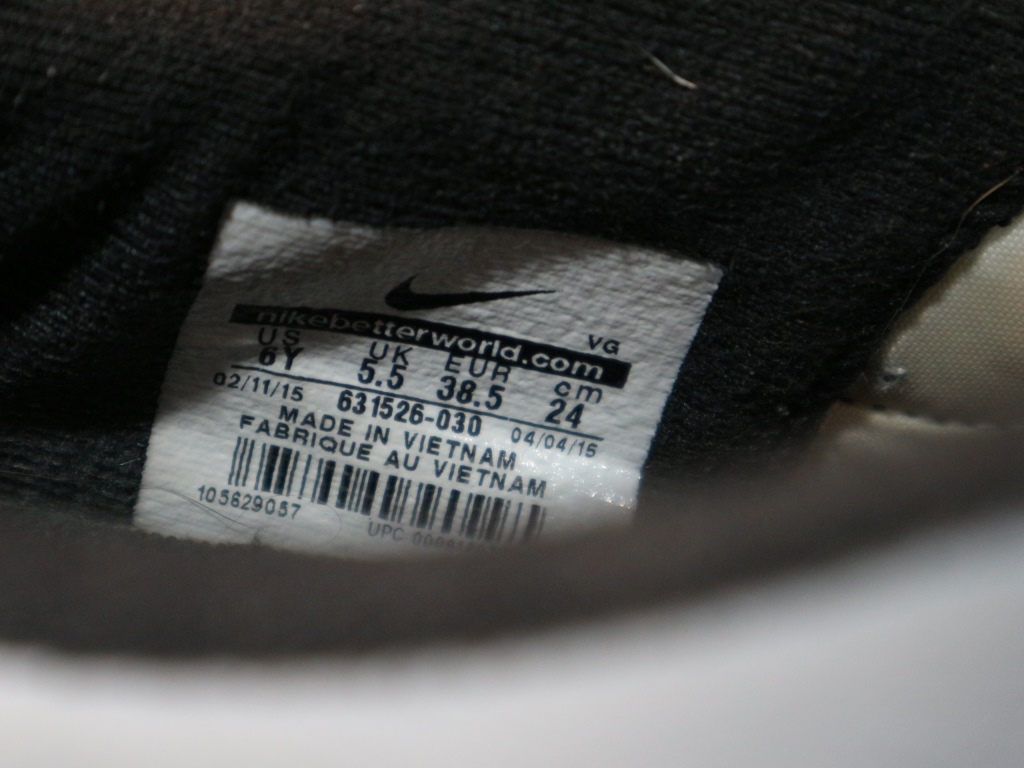 nikebetterworld.com
VG
US UK EUR cm
6Y 5.5 38.5 24
02/11/15 631526-030 04/04/15
MADE IN VIETNAM
FABRIQUE AU VIETNAM
105629057
UPC